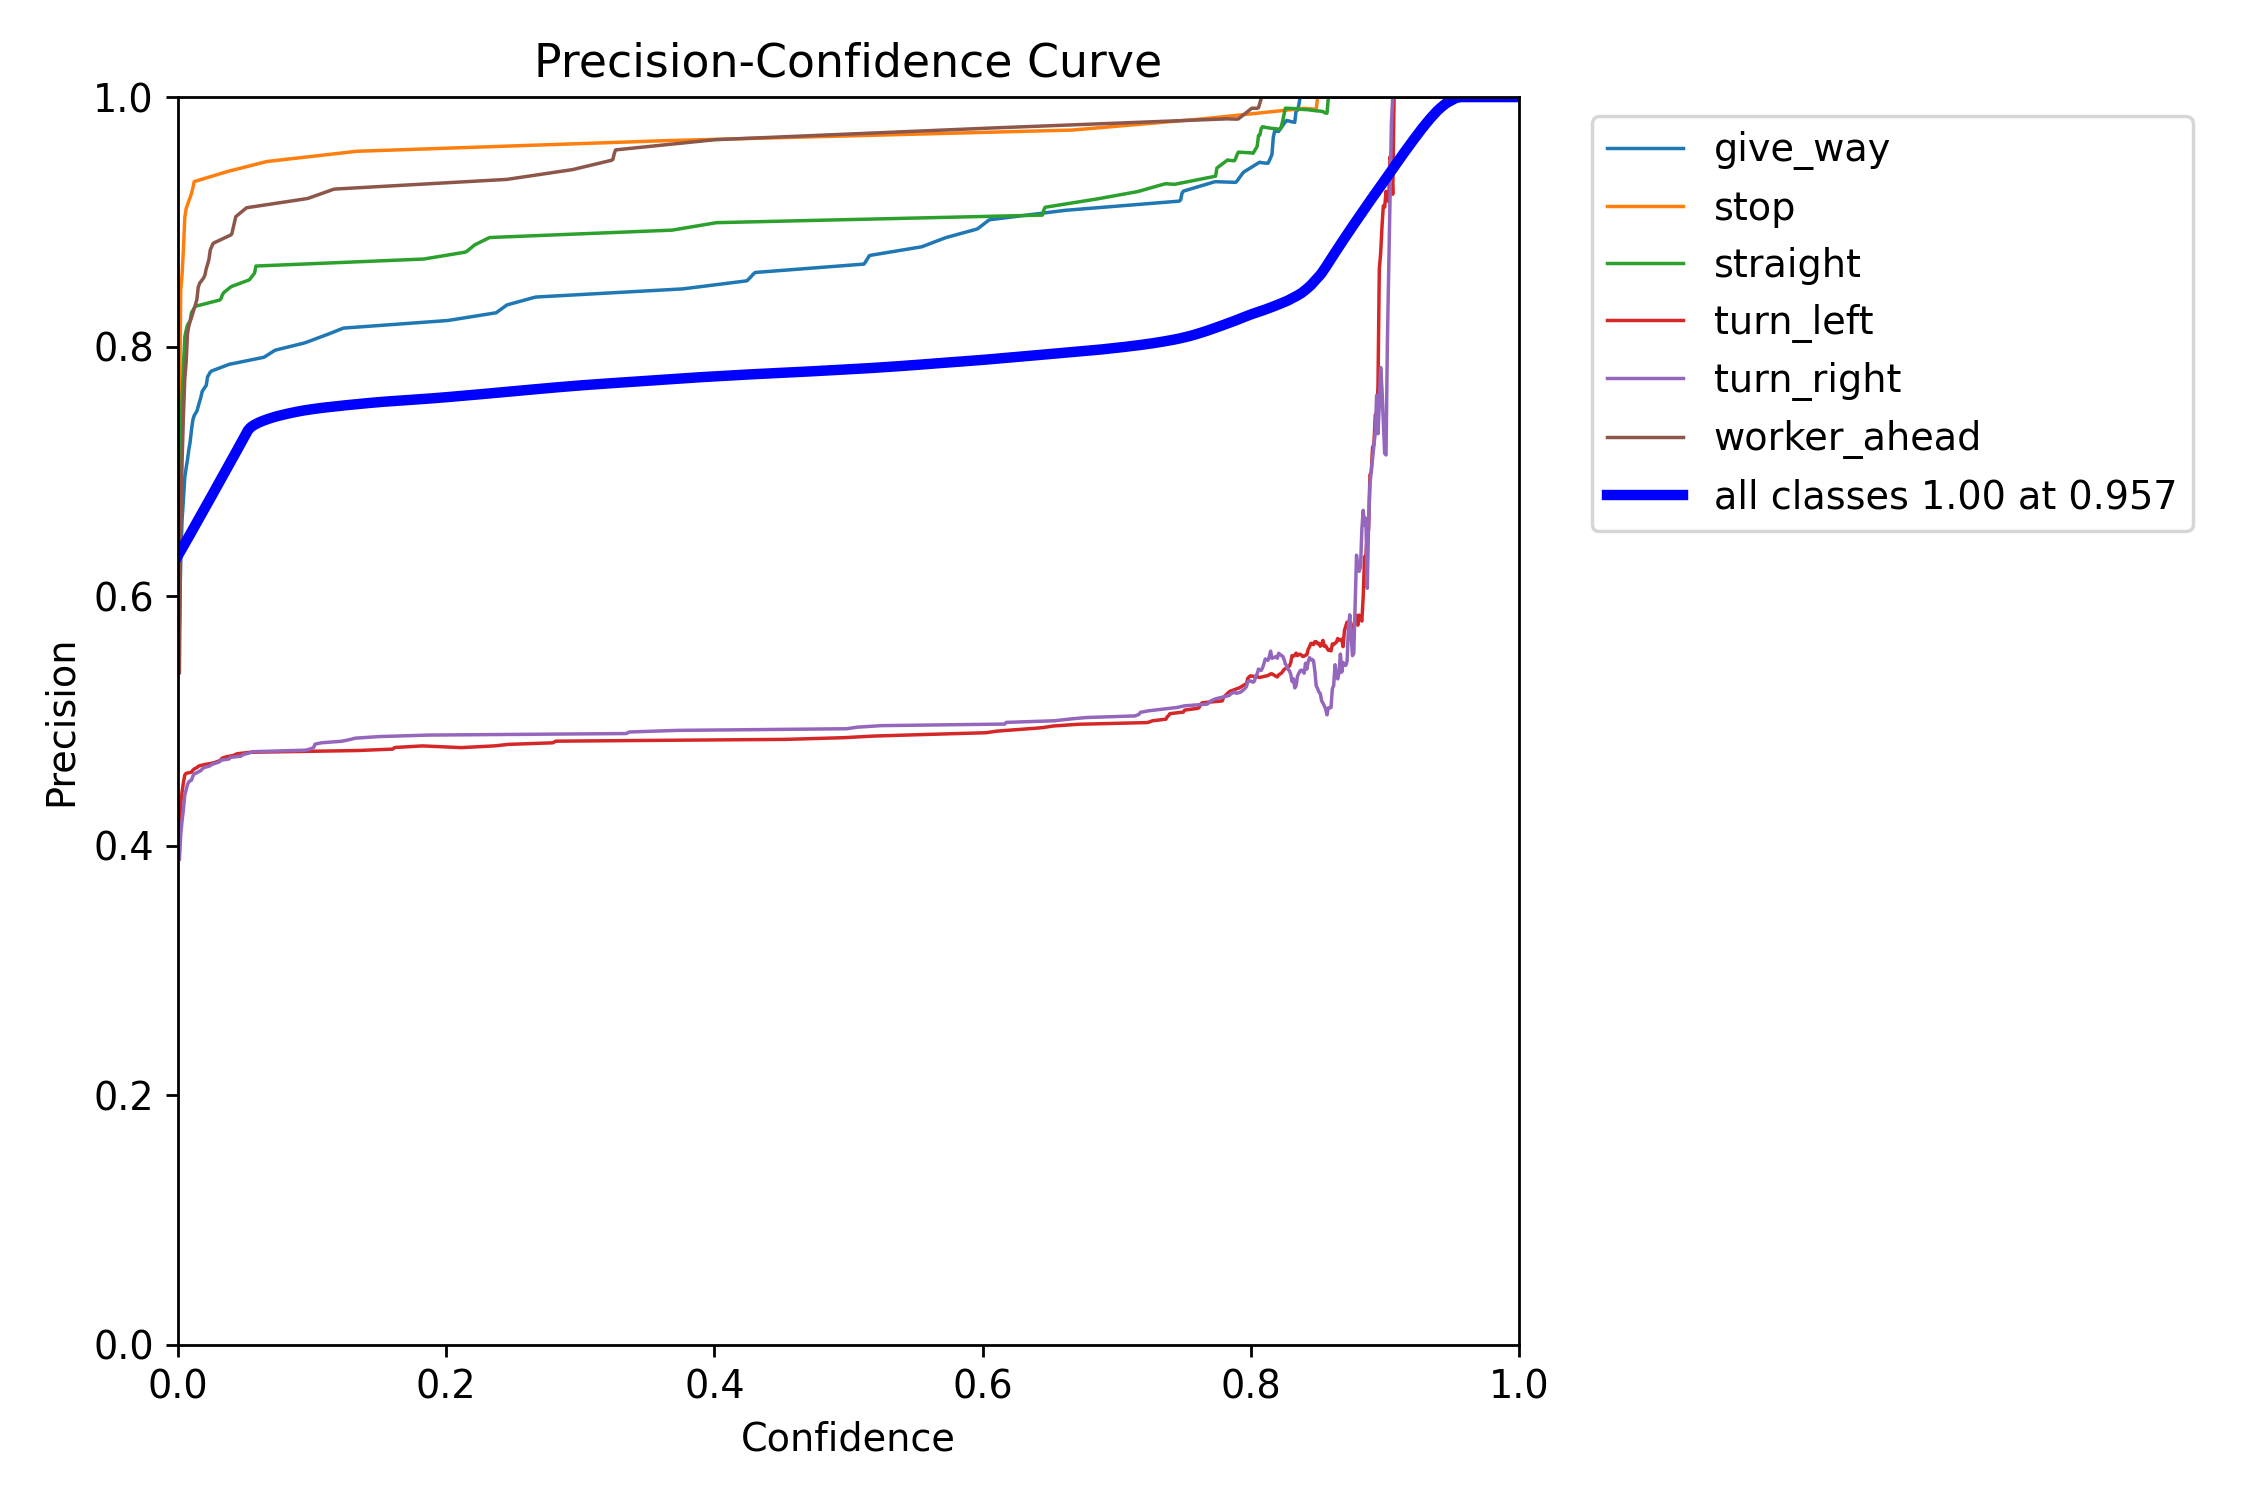 Precision-Confidence Curve
1.0
0.8
0.6
0.4
0.2
0.0
Precision
0.0 0.2 0.4 0.6 0.8 1.0
Confidence
give_way
stop
straight
turn_left
turn_right
worker_ahead
all classes 1.00 at 0.957